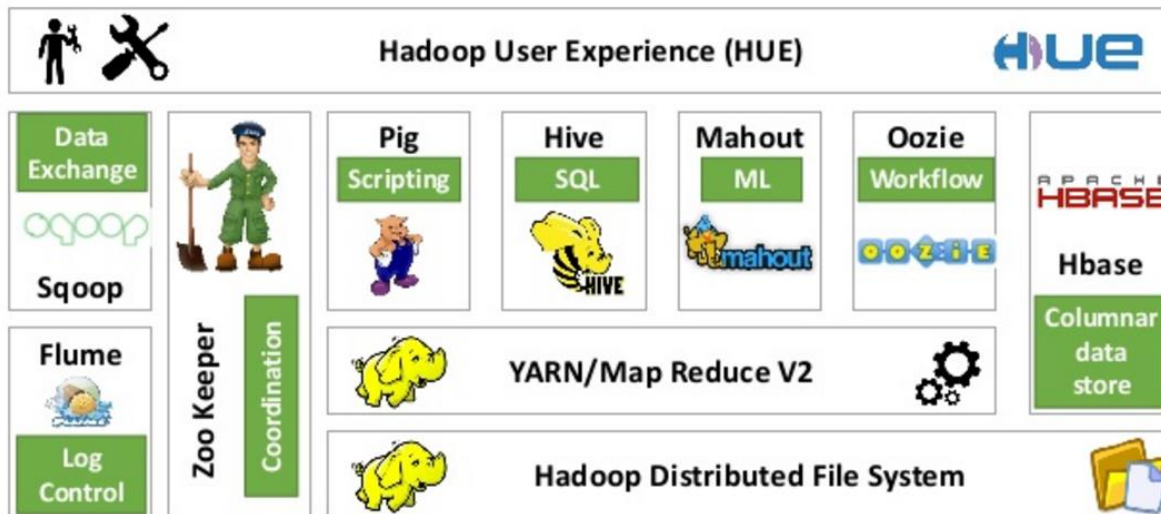 Hadoop User Experience (HUE)
HUE
Data
Exchange
sqoop
Sqoop
Flume
Log
Control
Zoo Keeper
Coordination
Pig
Scripting
Hive
SQL
HIVE
Mahout
ML
mahout
Oozie
Workflow
OOZIE
APACHE
HBASE
Hbase
Columnar
data
store
YARN/Map Reduce V2
Hadoop Distributed File System